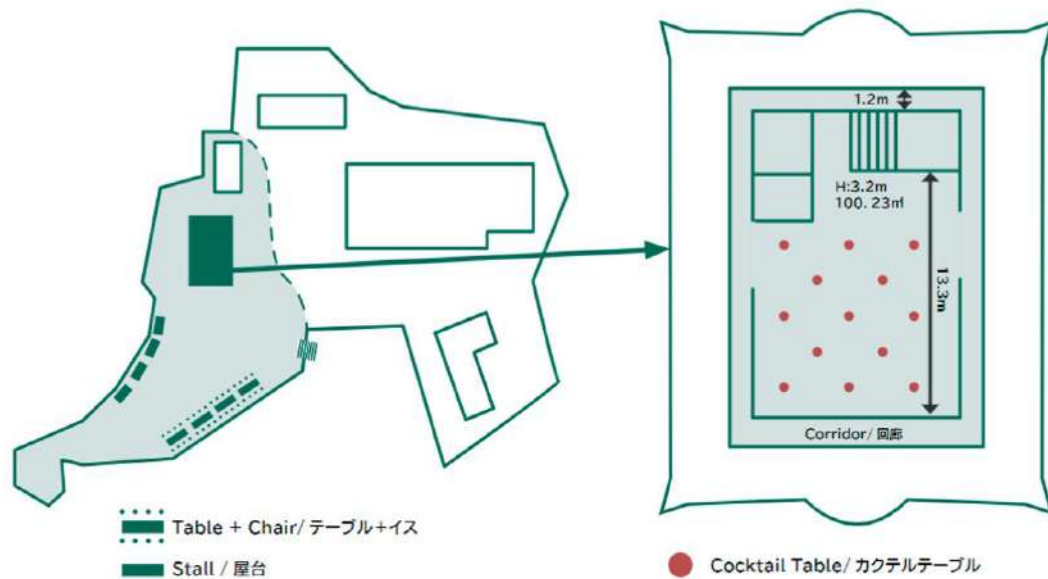 1.2m
H:3.2m
100.23㎡
13.3m
Corridor/ 回廊
Table + Chair/ テーブル+イス
Stall / 屋台
Cocktail Table/ カクテルテーブル